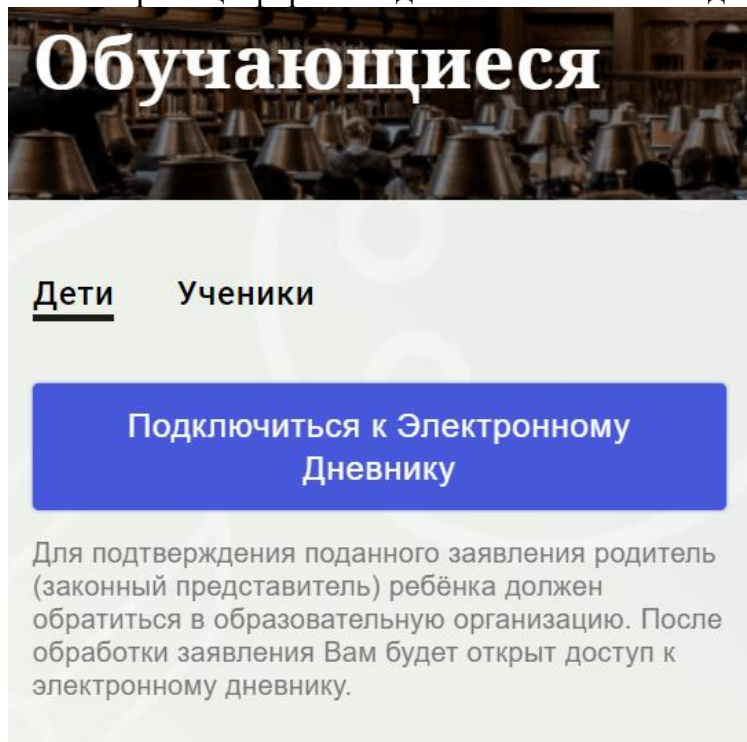 Обучающиеся
Дети Ученики
Подключиться к Электронному
Дневнику
Для подтверждения поданного заявления родитель
(законный представитель) ребёнка должен
обратиться в образовательную организацию. После
обработки заявления Вам будет открыт доступ к
электронному дневнику.